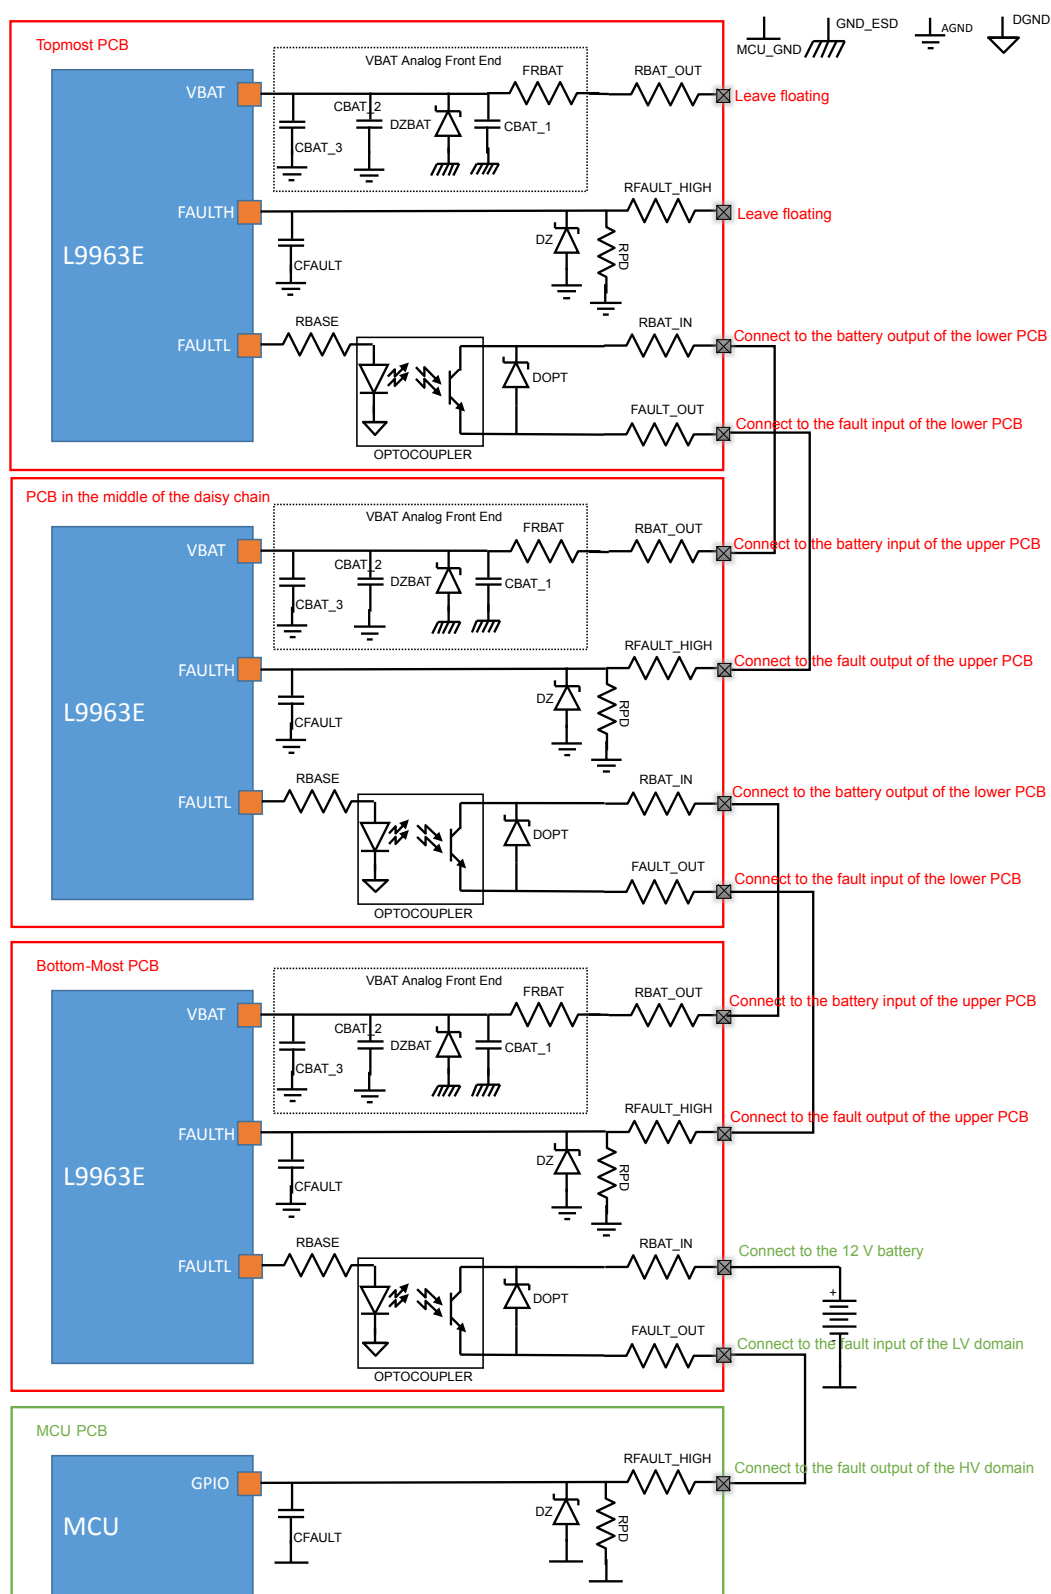 GND_ESD
DGND
AGND
MCU_GND
Topmost PCB
VBAT Analog Front End
FRBAT
RBAT_OUT
VBAT
Leave floating
CBAT_2
DZBAT
CBAT_1
CBAT_3
RFAULT_HIGH
FAULTH
Leave floating
DZ
RPD
L9963E
CFAULT
RBASE
RBAT_IN
Connect to the battery output of the lower PCB
FAULTL
DOPT
FAULT_OUT
Connect to the fault input of the lower PCB
OPTOCOUPLER
PCB in the middle of the daisy chain
VBAT Analog Front End
FRBAT
RBAT_OUT
VBAT
Connect to the battery input of the upper PCB
CBAT_2
DZBAT
CBAT_1
CBAT_3
RFAULT_HIGH
FAULTH
Connect to the fault output of the upper PCB
DZ
RPD
L9963E
CFAULT
RBASE
RBAT_IN
Connect to the battery output of the lower PCB
FAULTL
DOPT
FAULT_OUT
Connect to the fault input of the lower PCB
OPTOCOUPLER
Bottom-Most PCB
VBAT Analog Front End
FRBAT
RBAT_OUT
VBAT
Connect to the battery input of the upper PCB
CBAT_2
DZBAT
CBAT_1
CBAT_3
RFAULT_HIGH
FAULTH
Connect to the fault output of the upper PCB
DZ
RPD
L9963E
CFAULT
RBASE
RBAT_IN
Connect to the 12 V battery
FAULTL
+
DOPT
FAULT_OUT
-
Connect to the fault input of the LV domain
OPTOCOUPLER
MCU PCB
RFAULT_HIGH
GPIO
Connect to the fault output of the HV domain
DZ
RPD
MCU
CFAULT